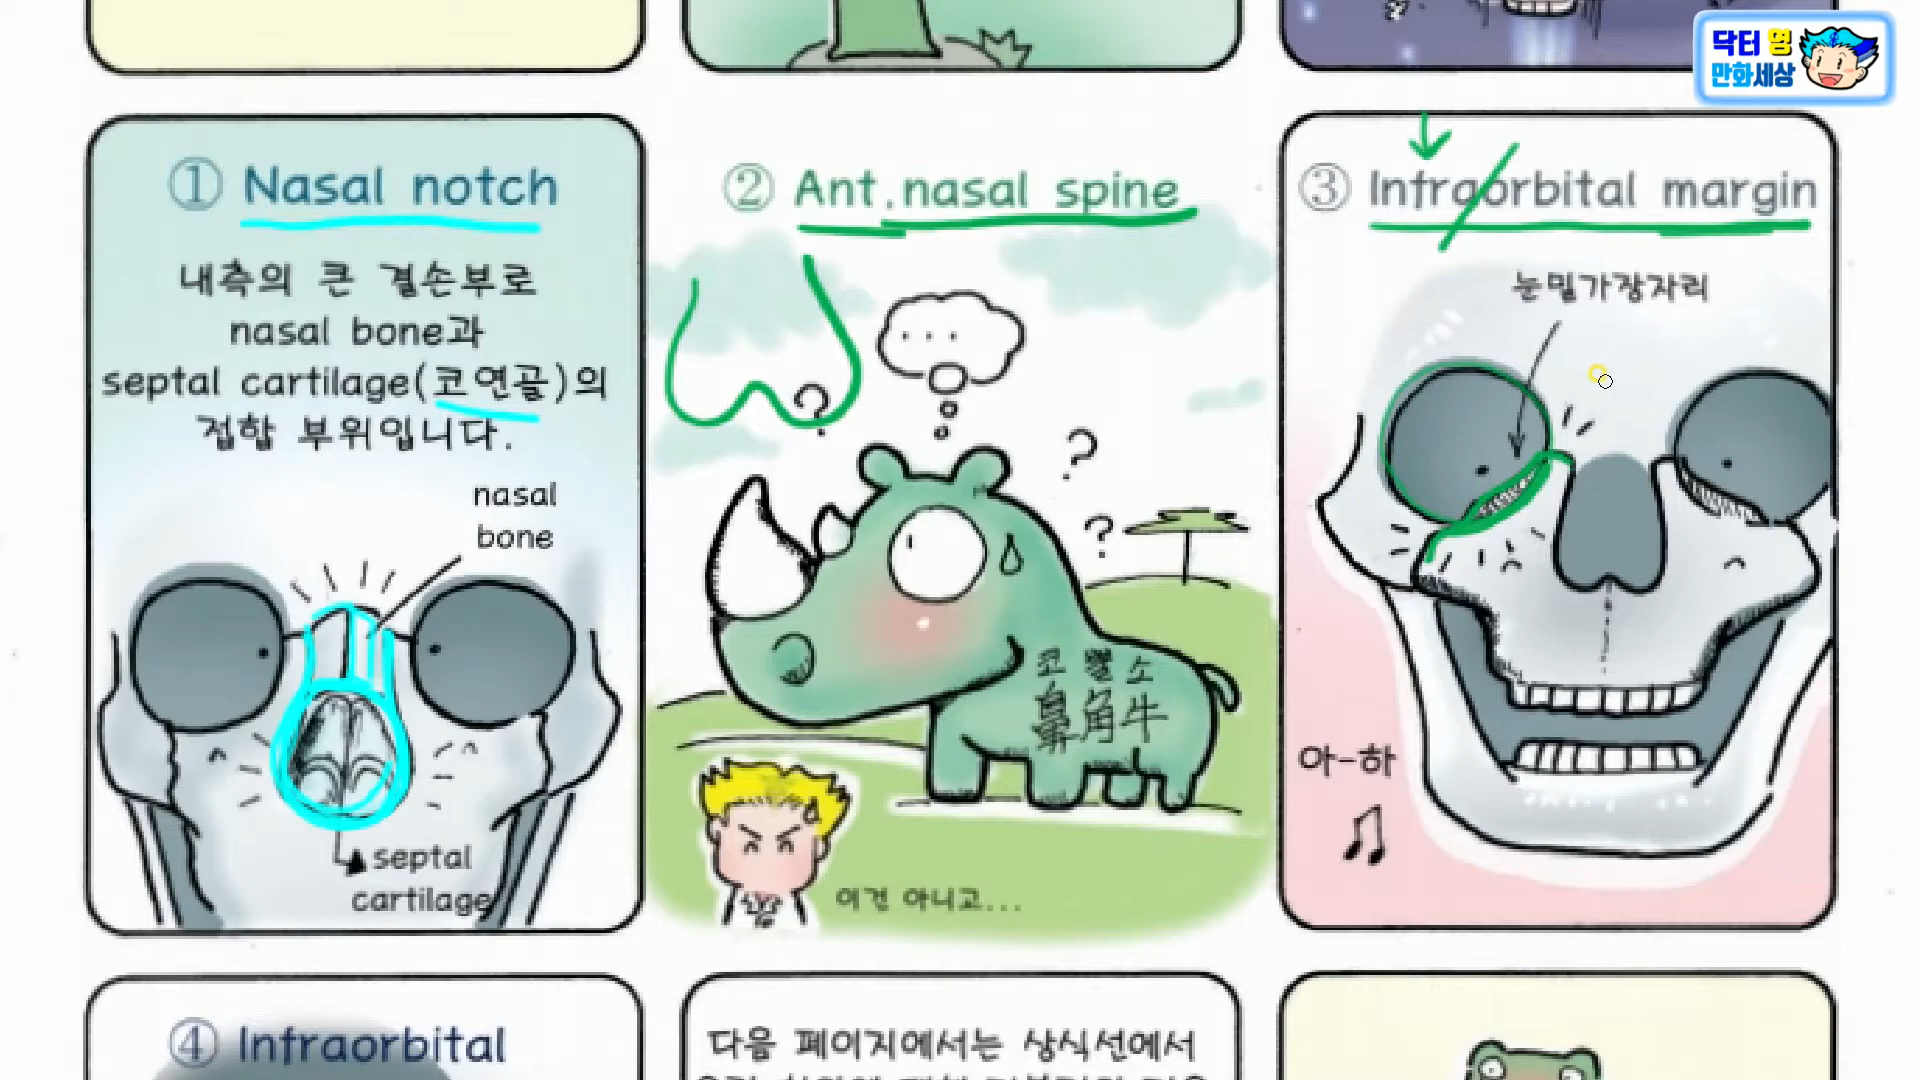 닥터 영
만화세상
① Nasal notch
내측의 큰 결손부로
nasal bone과
septal cartilage(코연골)의
접합 부위입니다.
nasal
bone
septal
cartilage
② Ant. nasal spine
...
?
?
?
코 뿔 소
鼻角牛
이건 아니고...
③ Infraorbital margin
눈밑가장자리
아-하
④ Infraorbital
다음 페이지에서는 상식선에서